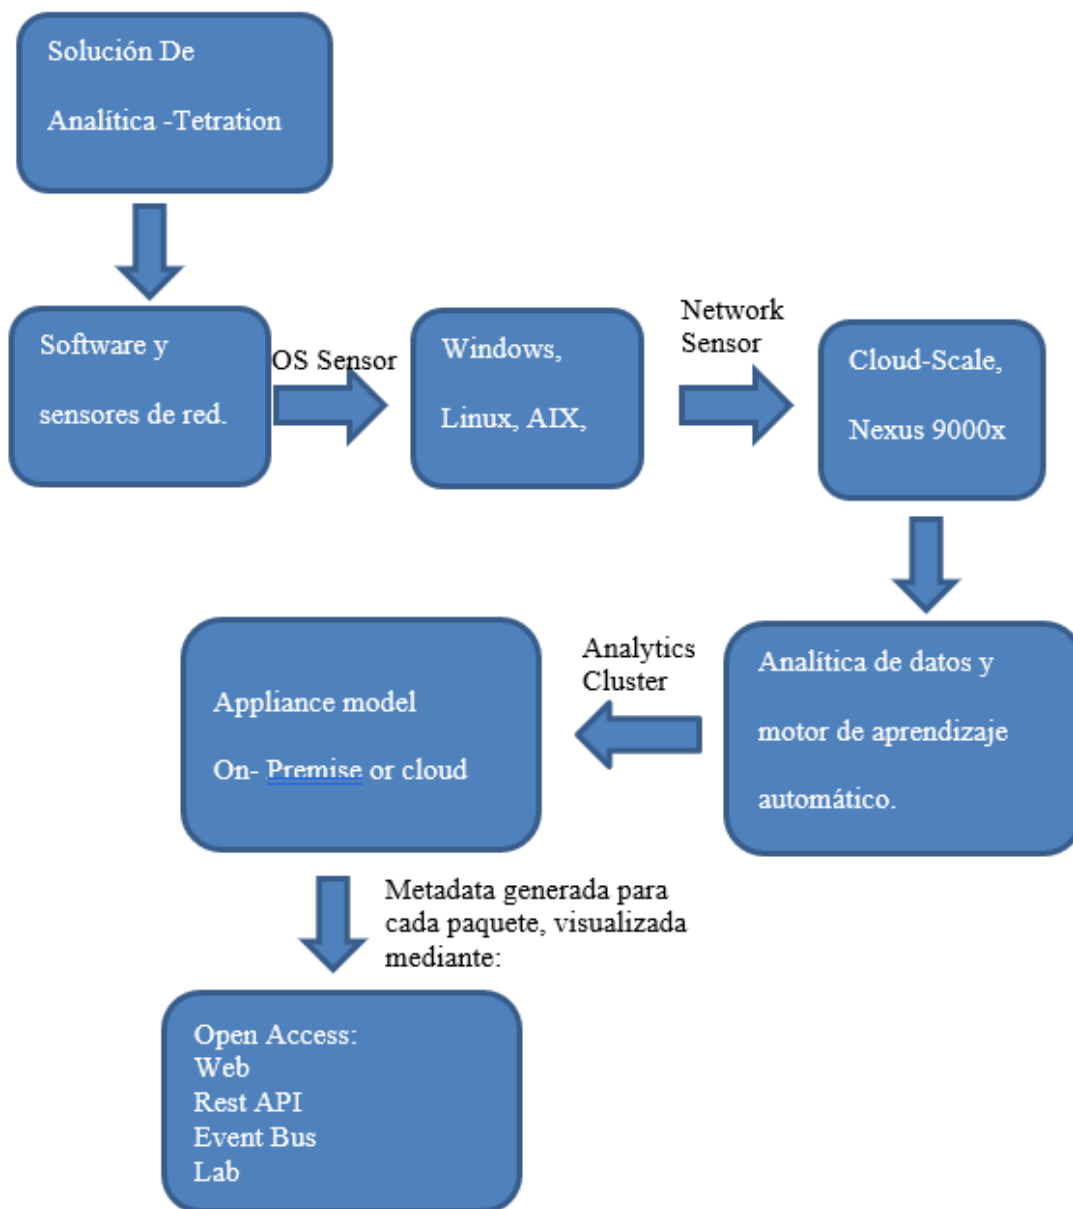 Solución De
Analítica -Tetration
Software y
sensores de red.
OS Sensor
Windows,
Linux, AIX,
Network
Sensor
Cloud-Scale,
Nexus 9000x
Analítica de datos y
motor de aprendizaje
automático.
Analytics
Cluster
Appliance model
On- Premise or cloud
Metadata generada para
cada paquete, visualizada
mediante:
Open Access:
Web
Rest API
Event Bus
Lab